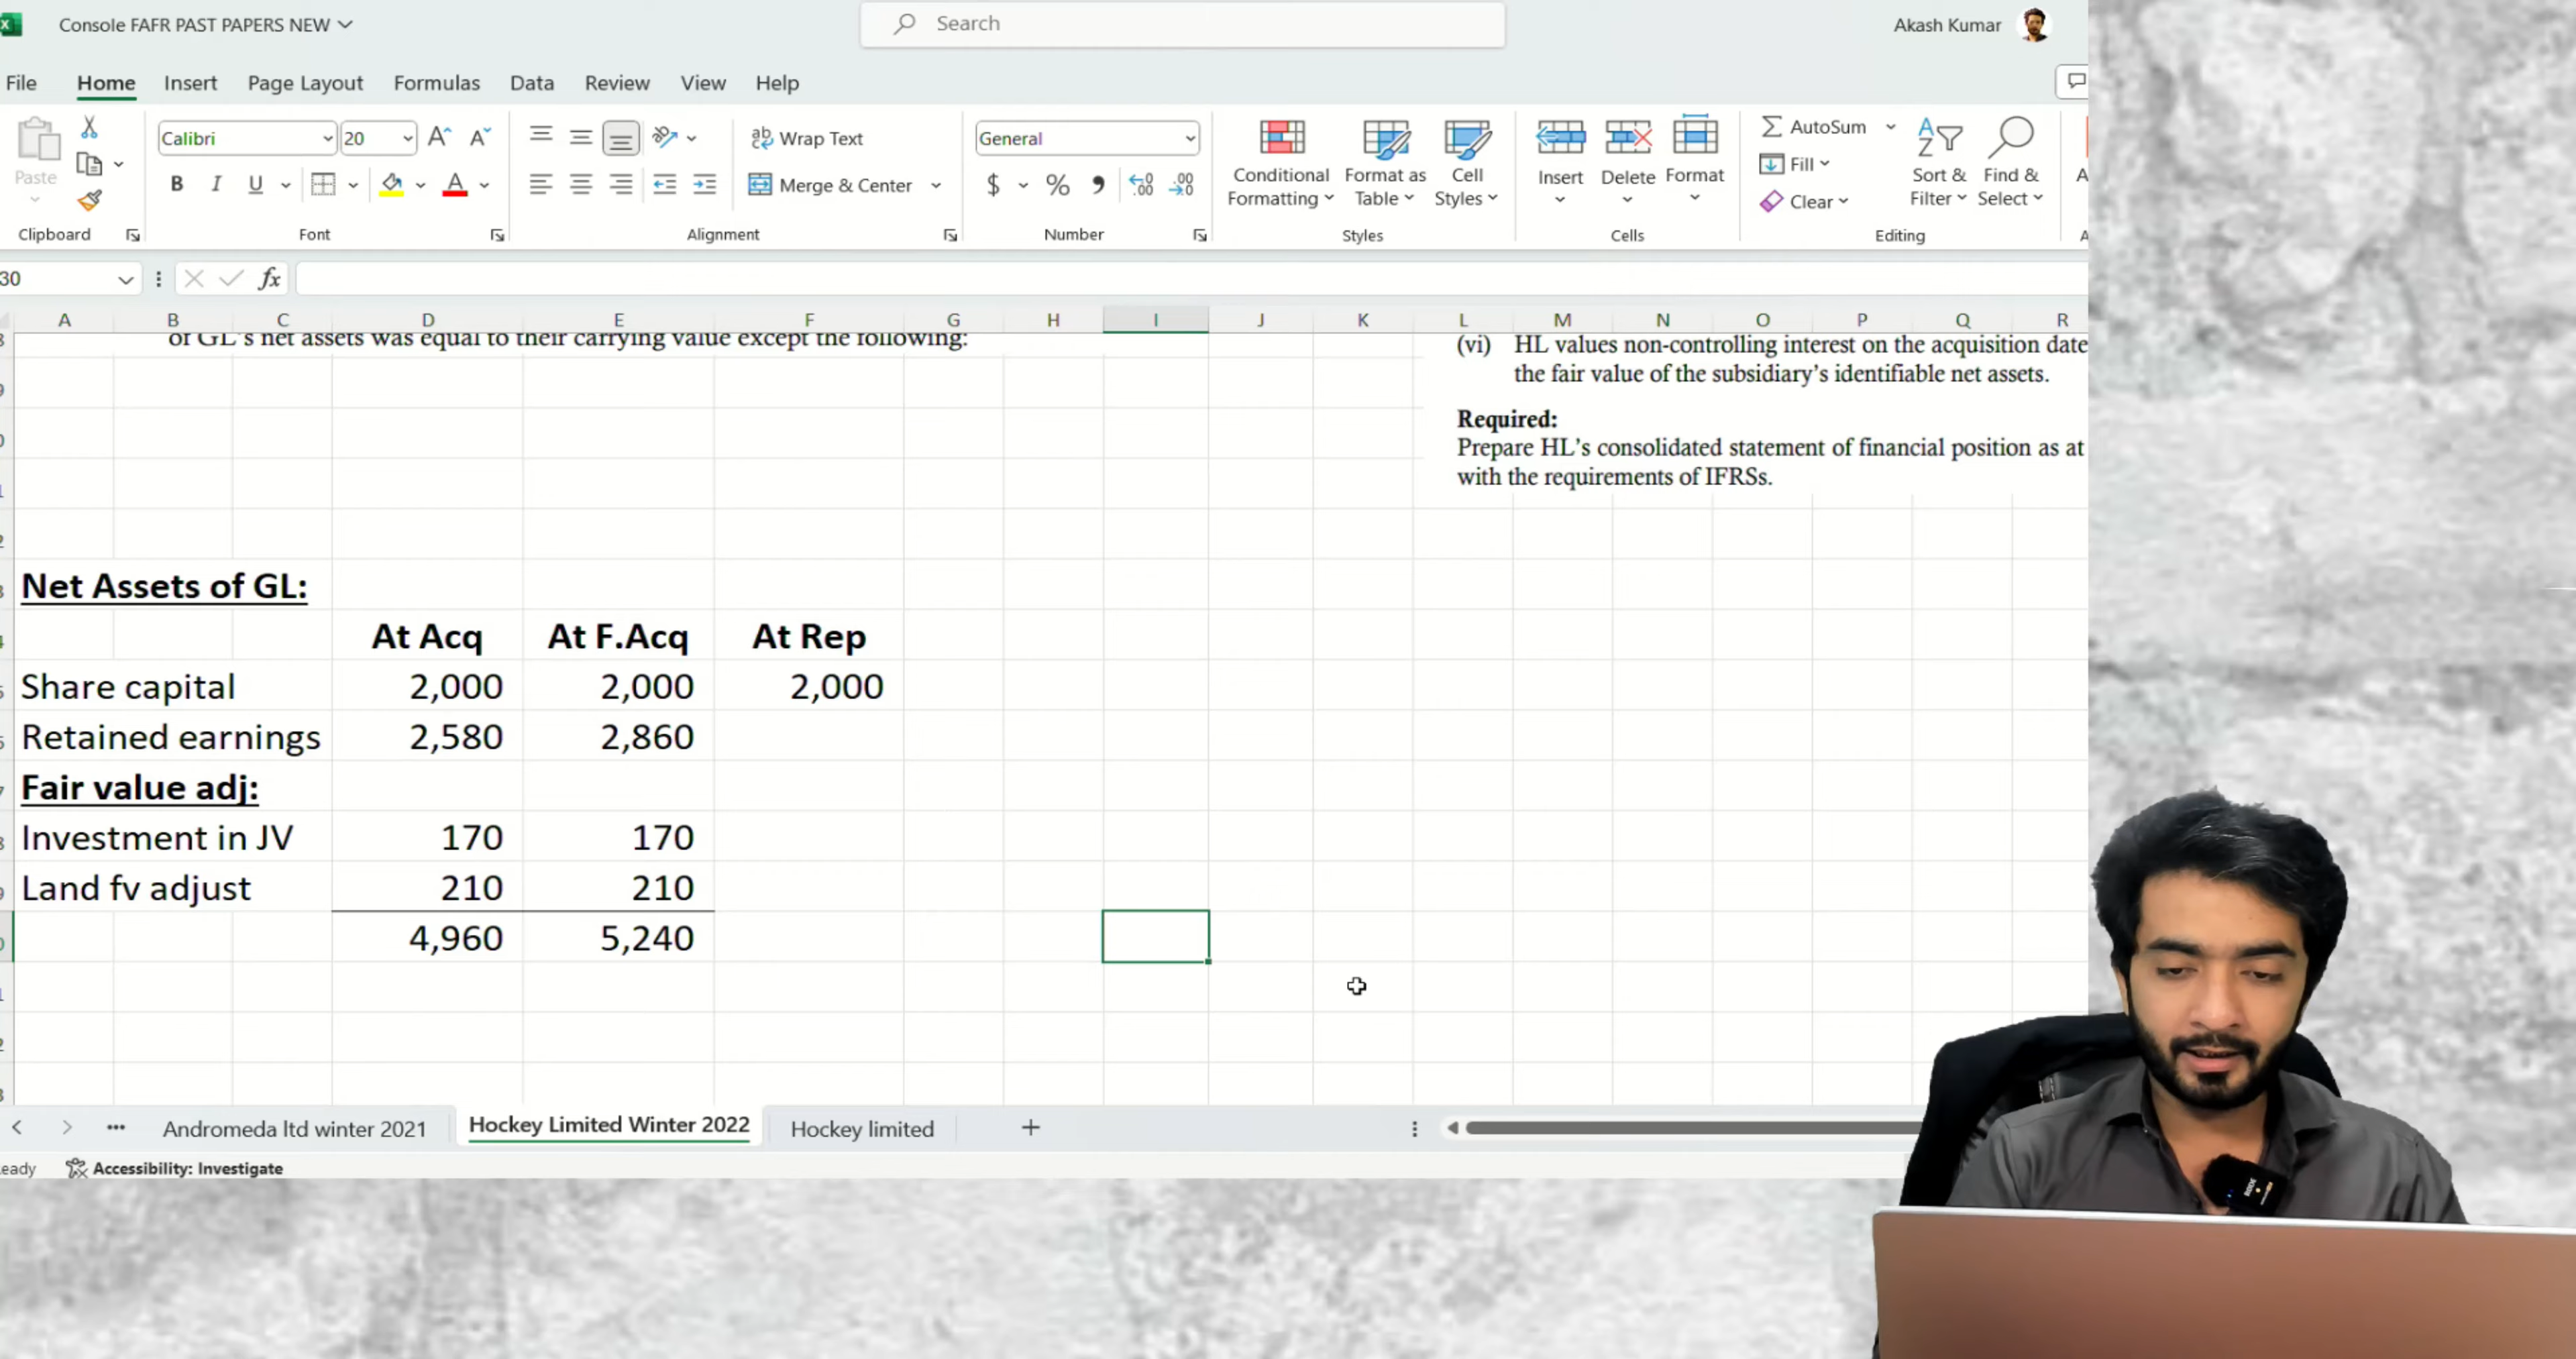 Console FAFR PAST PAPERS NEW
Search
Akash Kumar
File Home Insert Page Layout Formulas Data Review View Help
Paste
Clipboard
Calibri 20
B I U
Font
Wrap Text
Merge & Center
Alignment
General
$ %
Number
Conditional Formatting
Format as Table
Cell Styles
Styles
Insert Delete Format
Cells
AutoSum
Fill
Clear
Sort & Filter
Find & Select
Editing
30
fx
A B C D E F G H I J K L M N O P Q R
of GL's net assets was equal to their carrying value except the following:
(vi) HL values non-controlling interest on the acquisition date
the fair value of the subsidiary's identifiable net assets.
Required:
Prepare HL's consolidated statement of financial position as at
with the requirements of IFRSs.
Net Assets of GL:
At Acq At F.Acq At Rep
Share capital 2,000 2,000 2,000
Retained earnings 2,580 2,860
Fair value adj:
Investment in JV 170 170
Land fv adjust 210 210
4,960 5,240
Andromeda ltd winter 2021 Hockey Limited Winter 2022 Hockey limited
eady Accessibility: Investigate